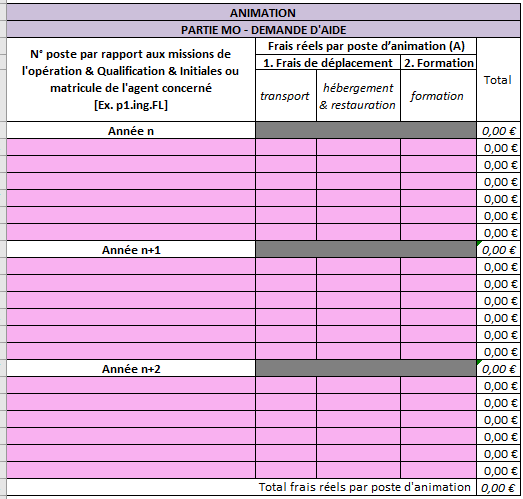 ANIMATION
PARTIE MO - DEMANDE D'AIDE
N° poste par rapport aux missions de
l'opération & Qualification & Initiales ou
matricule de l'agent concerné
[Ex. p1.ing.FL]
Frais réels par poste d’animation (A)
1. Frais de déplacement
2. Formation
Total
transport
hébergement
& restauration
formation
Année n
0,00 €
0,00 €
0,00 €
0,00 €
0,00 €
0,00 €
0,00 €
Année n+1
0,00 €
0,00 €
0,00 €
0,00 €
0,00 €
0,00 €
0,00 €
Année n+2
0,00 €
0,00 €
0,00 €
0,00 €
0,00 €
0,00 €
0,00 €
Total frais réels par poste d'animation 0,00 €